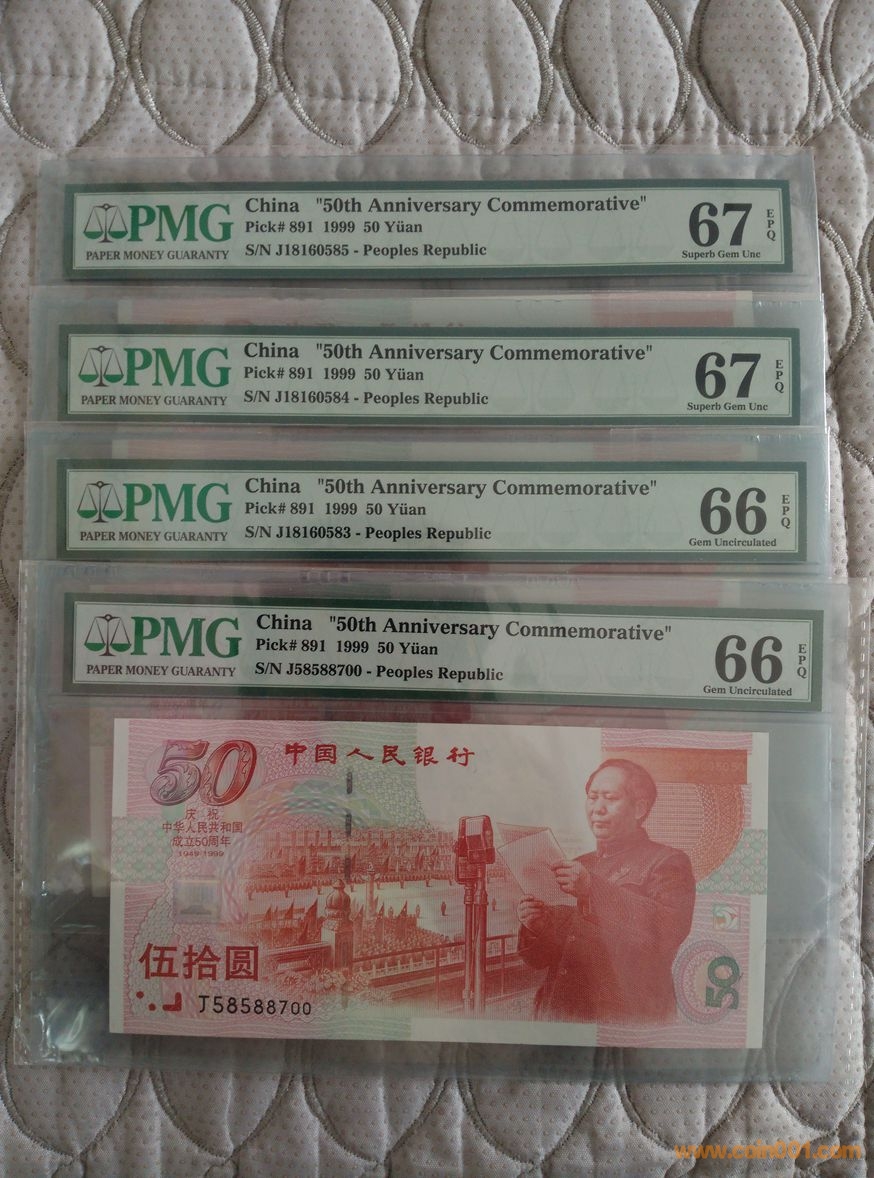 PMG
PAPER MONEY GUARANTY
China "50th Anniversary Commemorative"
Pick# 891 1999 50 Yüan
S/N J18160585 - Peoples Republic
67
EPQ
Superb Gem Unc
PMG
PAPER MONEY GUARANTY
China "50th Anniversary Commemorative"
Pick# 891 1999 50 Yüan
S/N J18160584 - Peoples Republic
67
EPQ
Superb Gem Unc
PMG
PAPER MONEY GUARANTY
China "50th Anniversary Commemorative"
Pick# 891 1999 50 Yüan
S/N J18160583 - Peoples Republic
66
EPQ
Gem Uncirculated
PMG
PAPER MONEY GUARANTY
China "50th Anniversary Commemorative"
Pick# 891 1999 50 Yüan
S/N J58588700 - Peoples Republic
66
EPQ
Gem Uncirculated
50
中国人民银行
庆祝
中华人民共和国
成立50周年
1949-1999
伍拾圆
J58588700
50